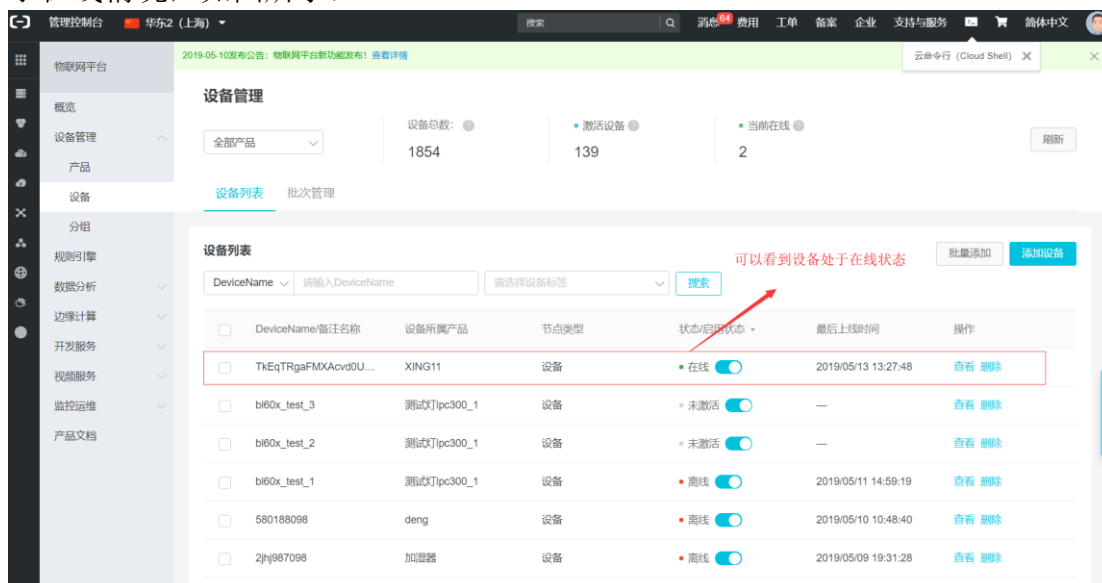 管理控制台 华东2（上海） 搜索 消息 64 费用 工单 备案 企业 支持与服务 简体中文
2019-05-10发布公告：物联网平台新功能发布！查看详情
云命令行 (Cloud Shell)
物联网平台
概览
设备管理
产品
设备
分组
规则引擎
数据分析
边缘计算
开发服务
视频服务
监控运维
产品文档
设备管理
全部产品
设备总数：
1854
激活设备
139
当前在线
2
刷新
设备列表 批次管理
设备列表
可以看到设备处于在线状态
批量添加 添加设备
DeviceName 请输入DeviceName 请选择设备标签 搜索
DeviceName/备注名称 设备所属产品 节点类型 状态/启用状态 最后上线时间 操作
TkEqTRgaFMXAcvd0U... XING11 设备 在线 2019/05/13 13:27:48 查看 删除
bl60x_test_3 测试灯lpc300_1 设备 未激活 — 查看 删除
bl60x_test_2 测试灯lpc300_1 设备 未激活 — 查看 删除
bl60x_test_1 测试灯lpc300_1 设备 离线 2019/05/11 14:59:19 查看 删除
580188098 deng 设备 离线 2019/05/10 10:48:40 查看 删除
2jhj987098 加湿器 设备 离线 2019/05/09 19:31:28 查看 删除